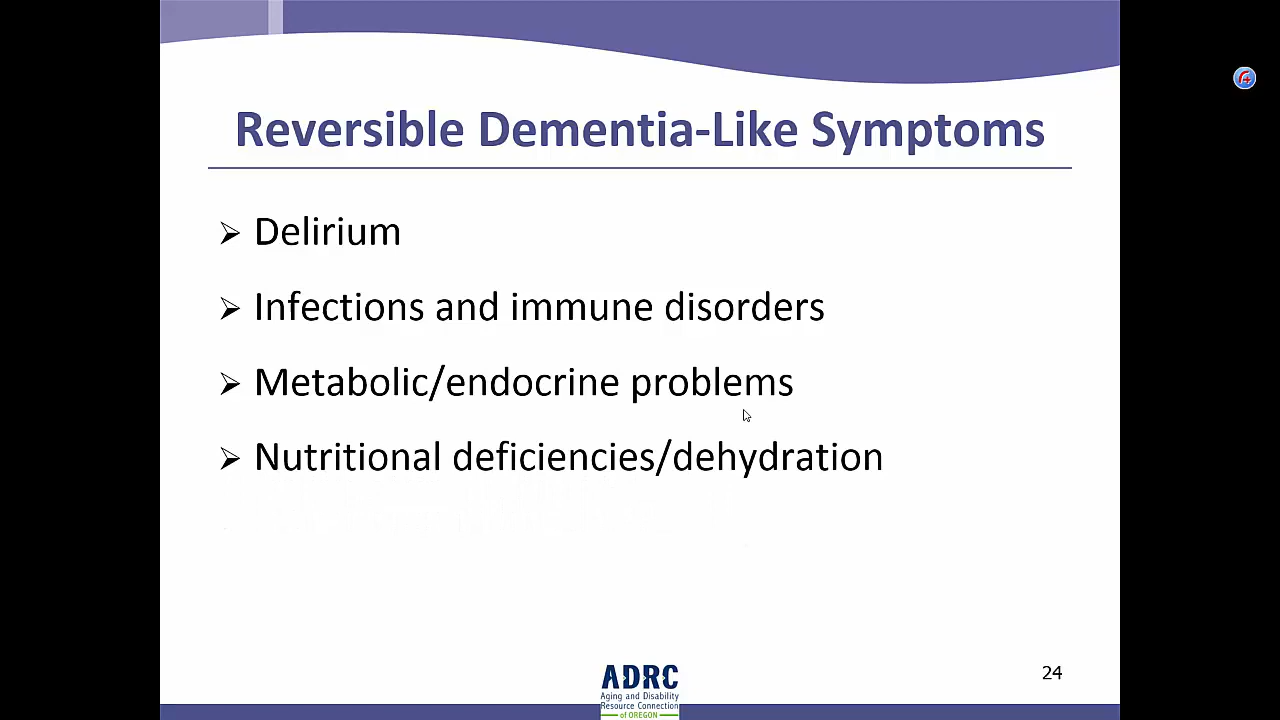 Reversible Dementia-Like Symptoms
➢ Delirium
➢ Infections and immune disorders
➢ Metabolic/endocrine problems
➢ Nutritional deficiencies/dehydration
ADRC
Aging and Disability
Resource Connection
of OREGON
24